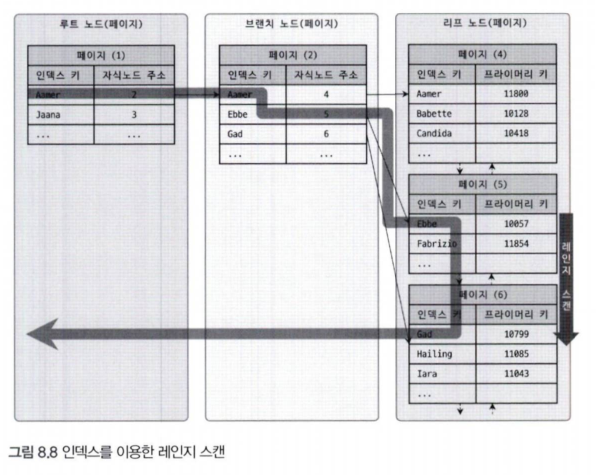 루트 노드(페이지)
페이지 (1)
인덱스 키 자식노드 주소
Aamer 2
Jaana 3
... ...
브랜치 노드(페이지)
페이지 (2)
인덱스 키 자식노드 주소
Aamer 4
Ebbe 5
Gad 6
... ...
리프 노드(페이지)
페이지 (4)
인덱스 키 프라이머리 키
Aamer 11800
Babette 10128
Candida 10418
...
페이지 (5)
인덱스 키 프라이머리 키
Ebbe 10057
Fabrizio 11854
...
페이지 (6)
인덱스 키 프라이머리 키
Gad 10799
Hailing 11085
Iara 11043
...
레인지 스캔
그림 8.8 인덱스를 이용한 레인지 스캔